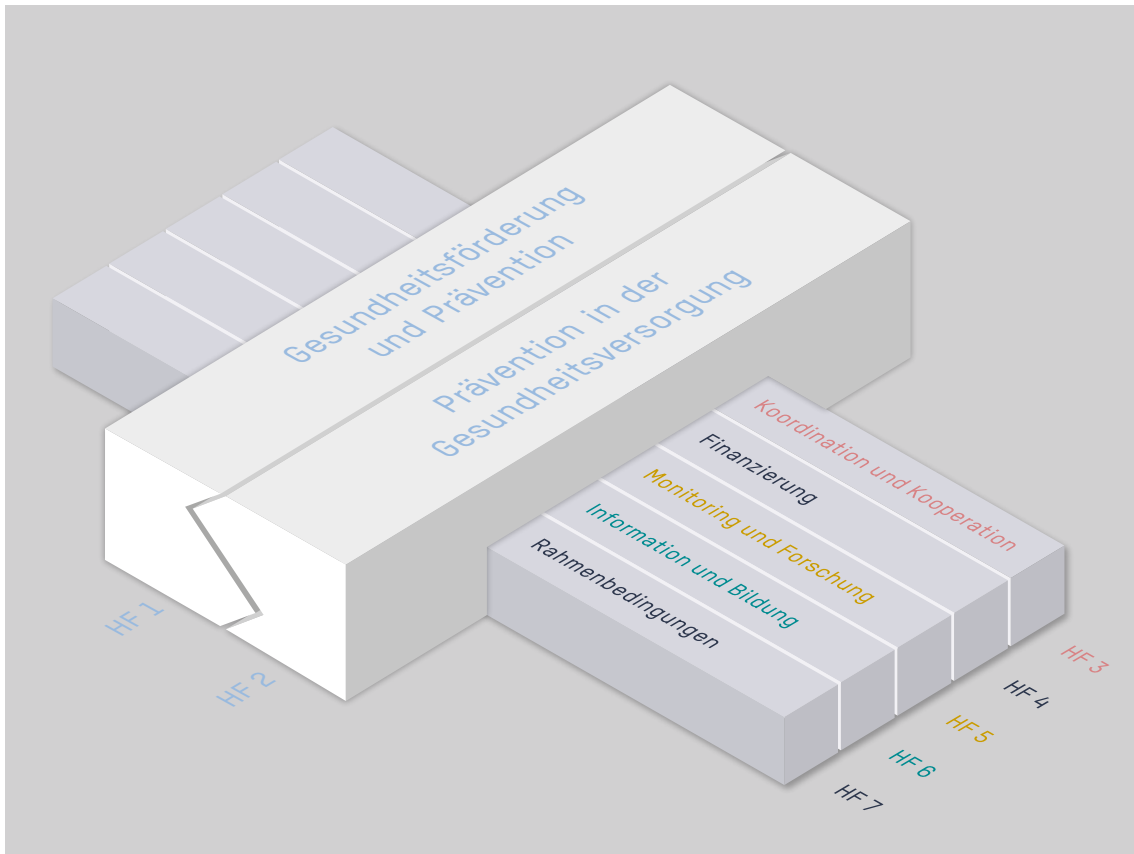 Gesundheitsförderung
und Prävention
Prävention in der
Gesundheitsversorgung
HF 1
HF 2
Koordination und Kooperation
Finanzierung
Monitoring und Forschung
Information und Bildung
Rahmenbedingungen
HF 3
HF 4
HF 5
HF 6
HF 7